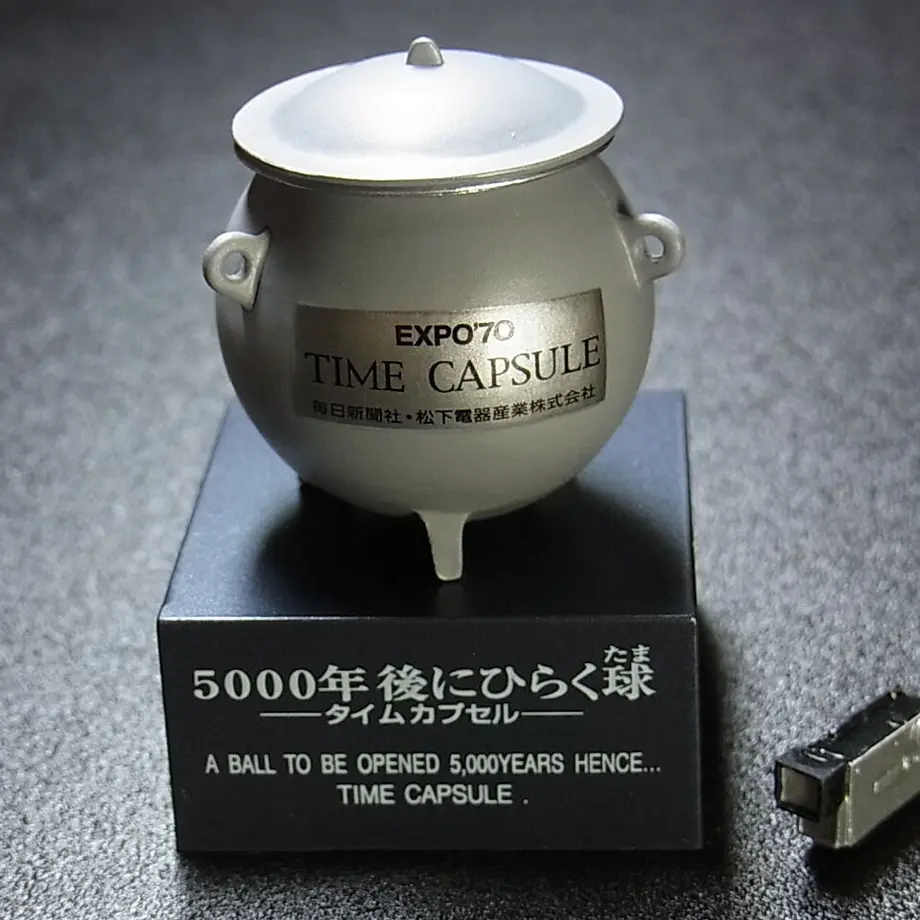 EXPO'70
TIME CAPSULE
毎日新聞社・松下電器産業株式会社
たま
5000年後にひらく球
タイムカプセル
A BALL TO BE OPENED 5,000YEARS HENCE...
TIME CAPSULE .